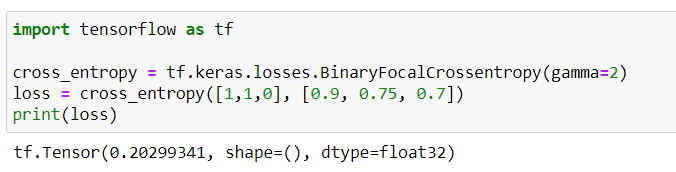 import tensorflow as tf
cross_entropy = tf.keras.losses.BinaryFocalCrossentropy(gamma=2)
loss = cross_entropy([1,1,0], [0.9, 0.75, 0.7])
print(loss)
tf.Tensor(0.20299341, shape=(), dtype=float32)